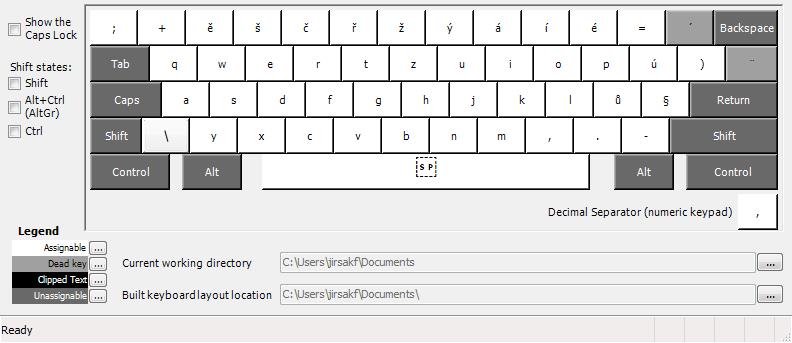 Show the
Caps Lock
Shift states:
Shift
Alt+Ctrl
(AltGr)
Ctrl
; + ě š č ř ž ý á í é = ´ Backspace
Tab q w e r t z u i o p ú ) ¨
Caps a s d f g h j k l ů § Return
Shift \ y x c v b n m , . - Shift
Control Alt SP Alt Control
Decimal Separator (numeric keypad) ,
Legend
Assignable ...
Dead key ...
Clipped Text ...
Unassignable ...
Current working directory C:\Users\jirsakf\Documents ...
Built keyboard layout location C:\Users\jirsakf\Documents\ ...
Ready